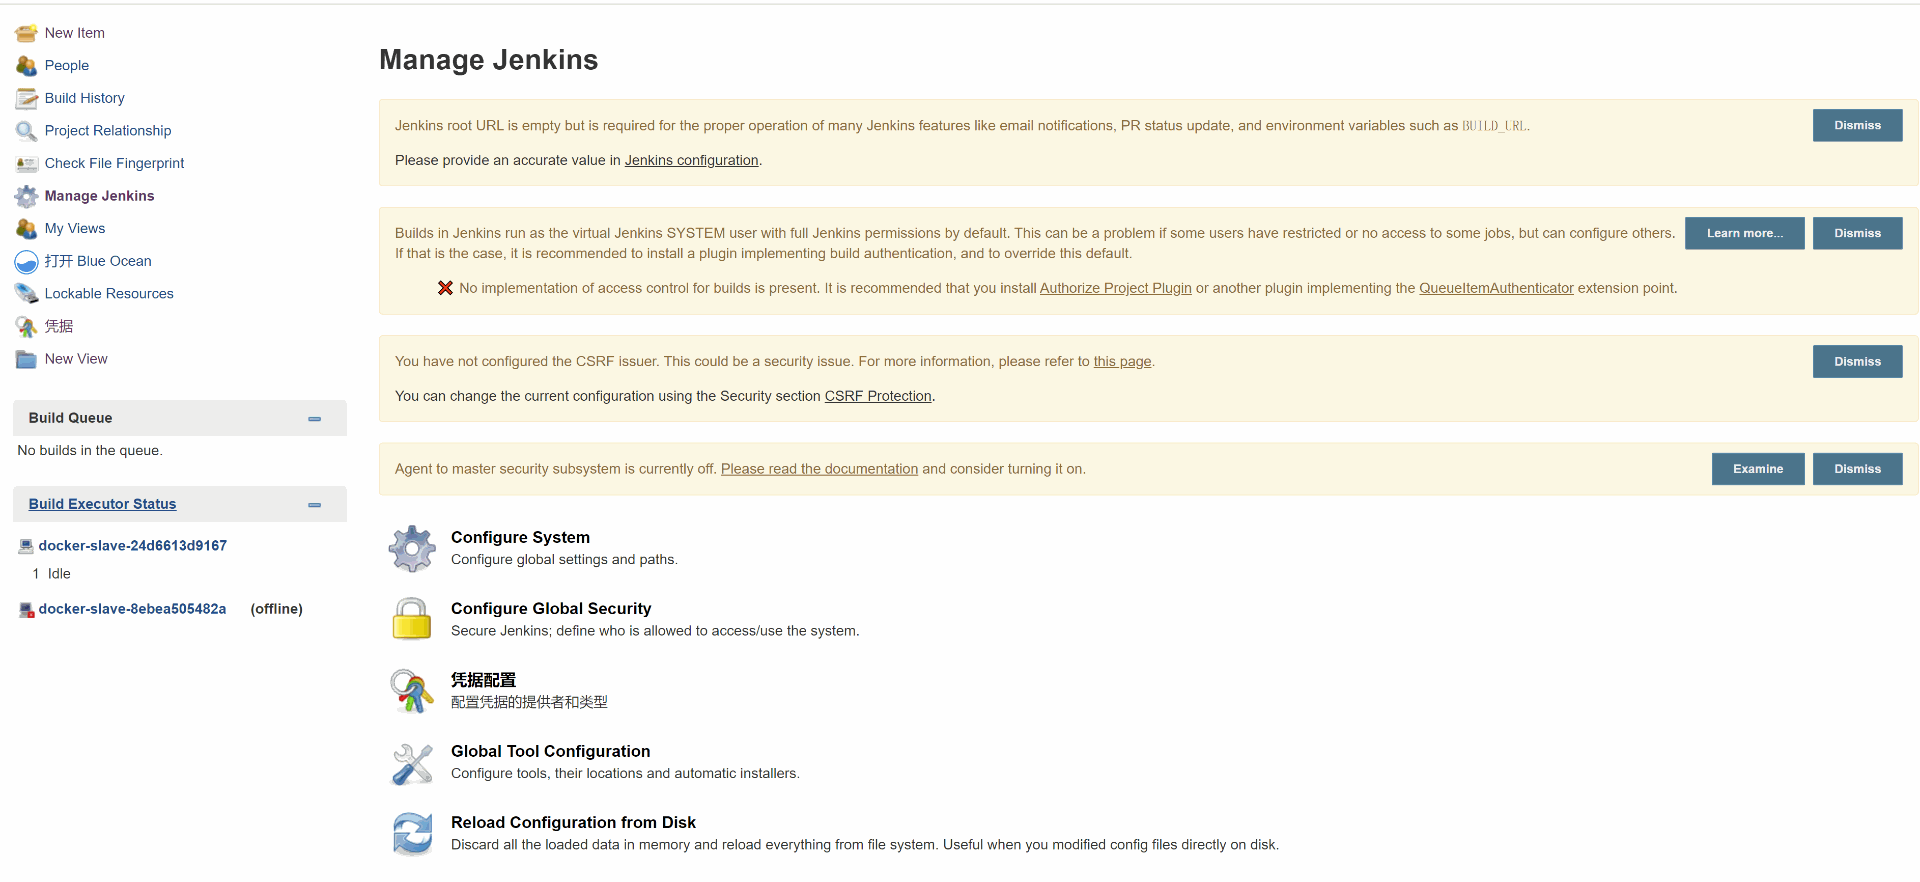 New Item
People
Build History
Project Relationship
Check File Fingerprint
Manage Jenkins
My Views
打开 Blue Ocean
Lockable Resources
凭据
New View
Build Queue
No builds in the queue.
Build Executor Status
docker-slave-24d6613d9167
1 Idle
docker-slave-8ebea505482a (offline)
Manage Jenkins
Jenkins root URL is empty but is required for the proper operation of many Jenkins features like email notifications, PR status update, and environment variables such as BUILD_URL.
Dismiss
Please provide an accurate value in Jenkins configuration.
Builds in Jenkins run as the virtual Jenkins SYSTEM user with full Jenkins permissions by default. This can be a problem if some users have restricted or no access to some jobs, but can configure others.
If that is the case, it is recommended to install a plugin implementing build authentication, and to override this default.
Learn more...
Dismiss
No implementation of access control for builds is present. It is recommended that you install Authorize Project Plugin or another plugin implementing the QueueItemAuthenticator extension point.
You have not configured the CSRF issuer. This could be a security issue. For more information, please refer to this page.
Dismiss
You can change the current configuration using the Security section CSRF Protection.
Agent to master security subsystem is currently off. Please read the documentation and consider turning it on.
Examine
Dismiss
Configure System
Configure global settings and paths.
Configure Global Security
Secure Jenkins; define who is allowed to access/use the system.
凭据配置
配置凭据的提供者和类型
Global Tool Configuration
Configure tools, their locations and automatic installers.
Reload Configuration from Disk
Discard all the loaded data in memory and reload everything from file system. Useful when you modified config files directly on disk.